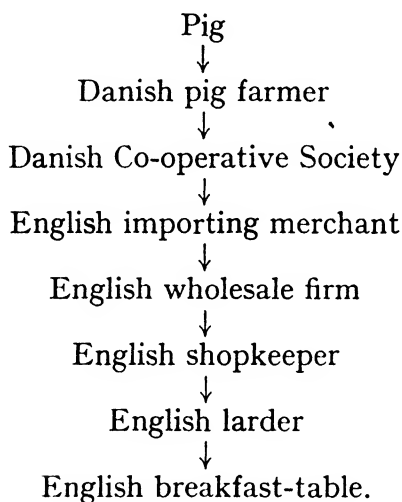 Pig
↓
Danish pig farmer
↓
Danish Co-operative Society
↓
English importing merchant
↓
English wholesale firm
↓
English shopkeeper
↓
English larder
↓
English breakfast-table.